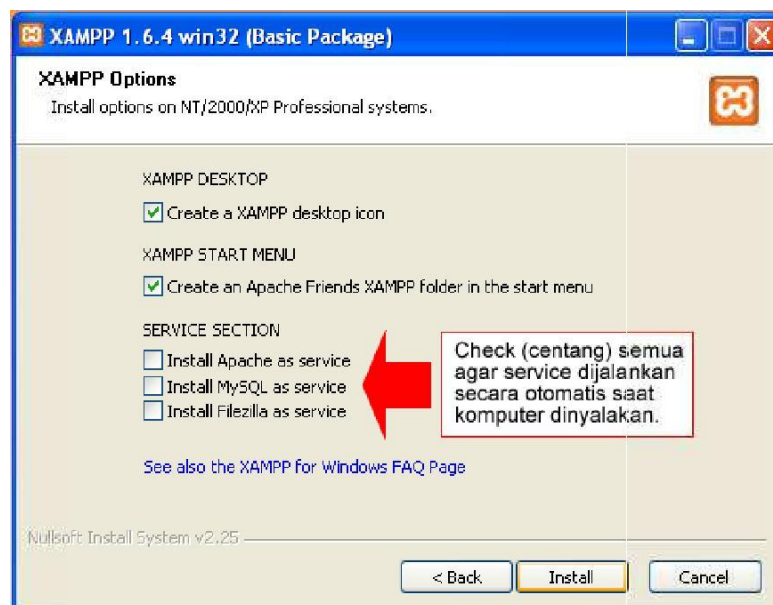 XAMPP 1.6.4 win32 (Basic Package)
XAMPP Options
Install options on NT/2000/XP Professional systems.
XAMPP DESKTOP
Create a XAMPP desktop icon
XAMPP START MENU
Create an Apache Friends XAMPP folder in the start menu
SERVICE SECTION
Install Apache as service
Install MySQL as service
Install Filezilla as service
Check (centang) semua
agar service dijalankan
secara otomatis saat
komputer dinyalakan.
See also the XAMPP for Windows FAQ Page
Nullsoft Install System v2.25
< Back
Install
Cancel